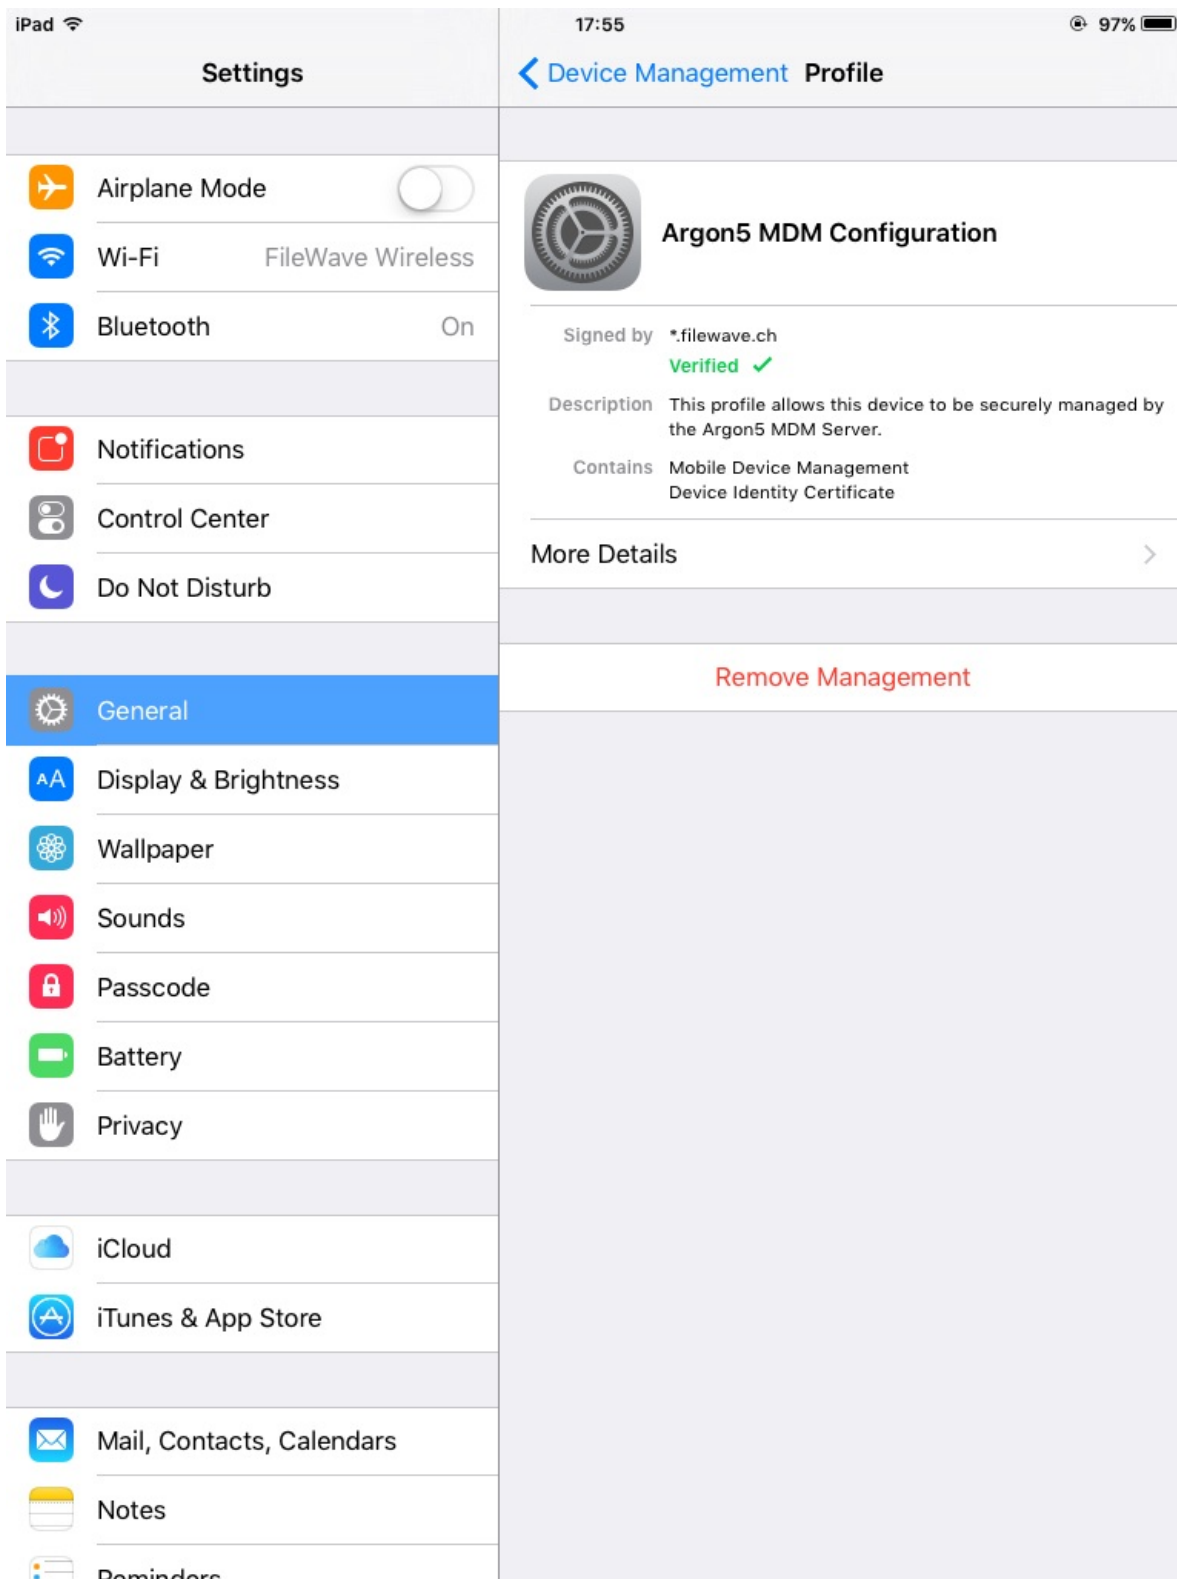 iPad
17:55
97%
Settings
Device Management Profile
Airplane Mode
Wi-Fi FileWave Wireless
Bluetooth On
Notifications
Control Center
Do Not Disturb
General
AA Display & Brightness
Wallpaper
Sounds
Passcode
Battery
Privacy
iCloud
iTunes & App Store
Mail, Contacts, Calendars
Notes
Reminders
Argon5 MDM Configuration
Signed by *.filewave.ch
Verified
Description This profile allows this device to be securely managed by
the Argon5 MDM Server.
Contains Mobile Device Management
Device Identity Certificate
More Details
Remove Management